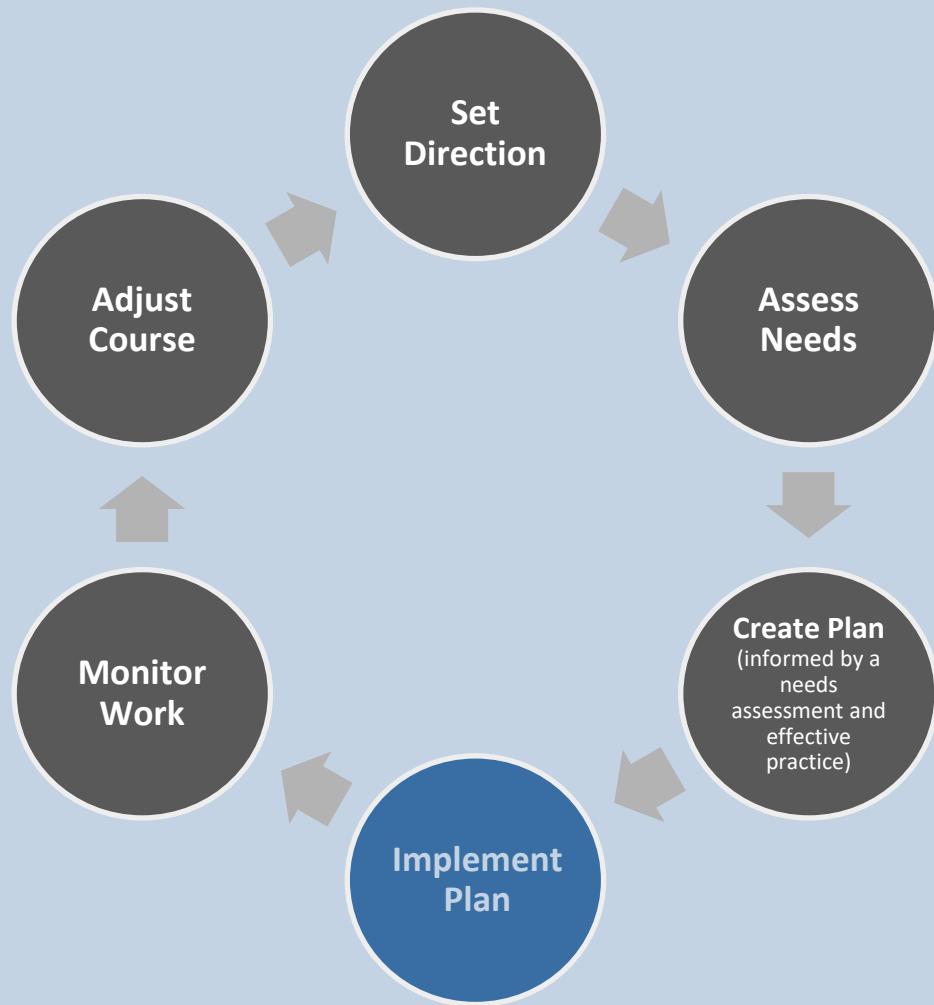 Set
Direction
Assess
Needs
Create Plan
(informed by a
needs
assessment and
effective
practice)
Implement
Plan
Monitor
Work
Adjust
Course